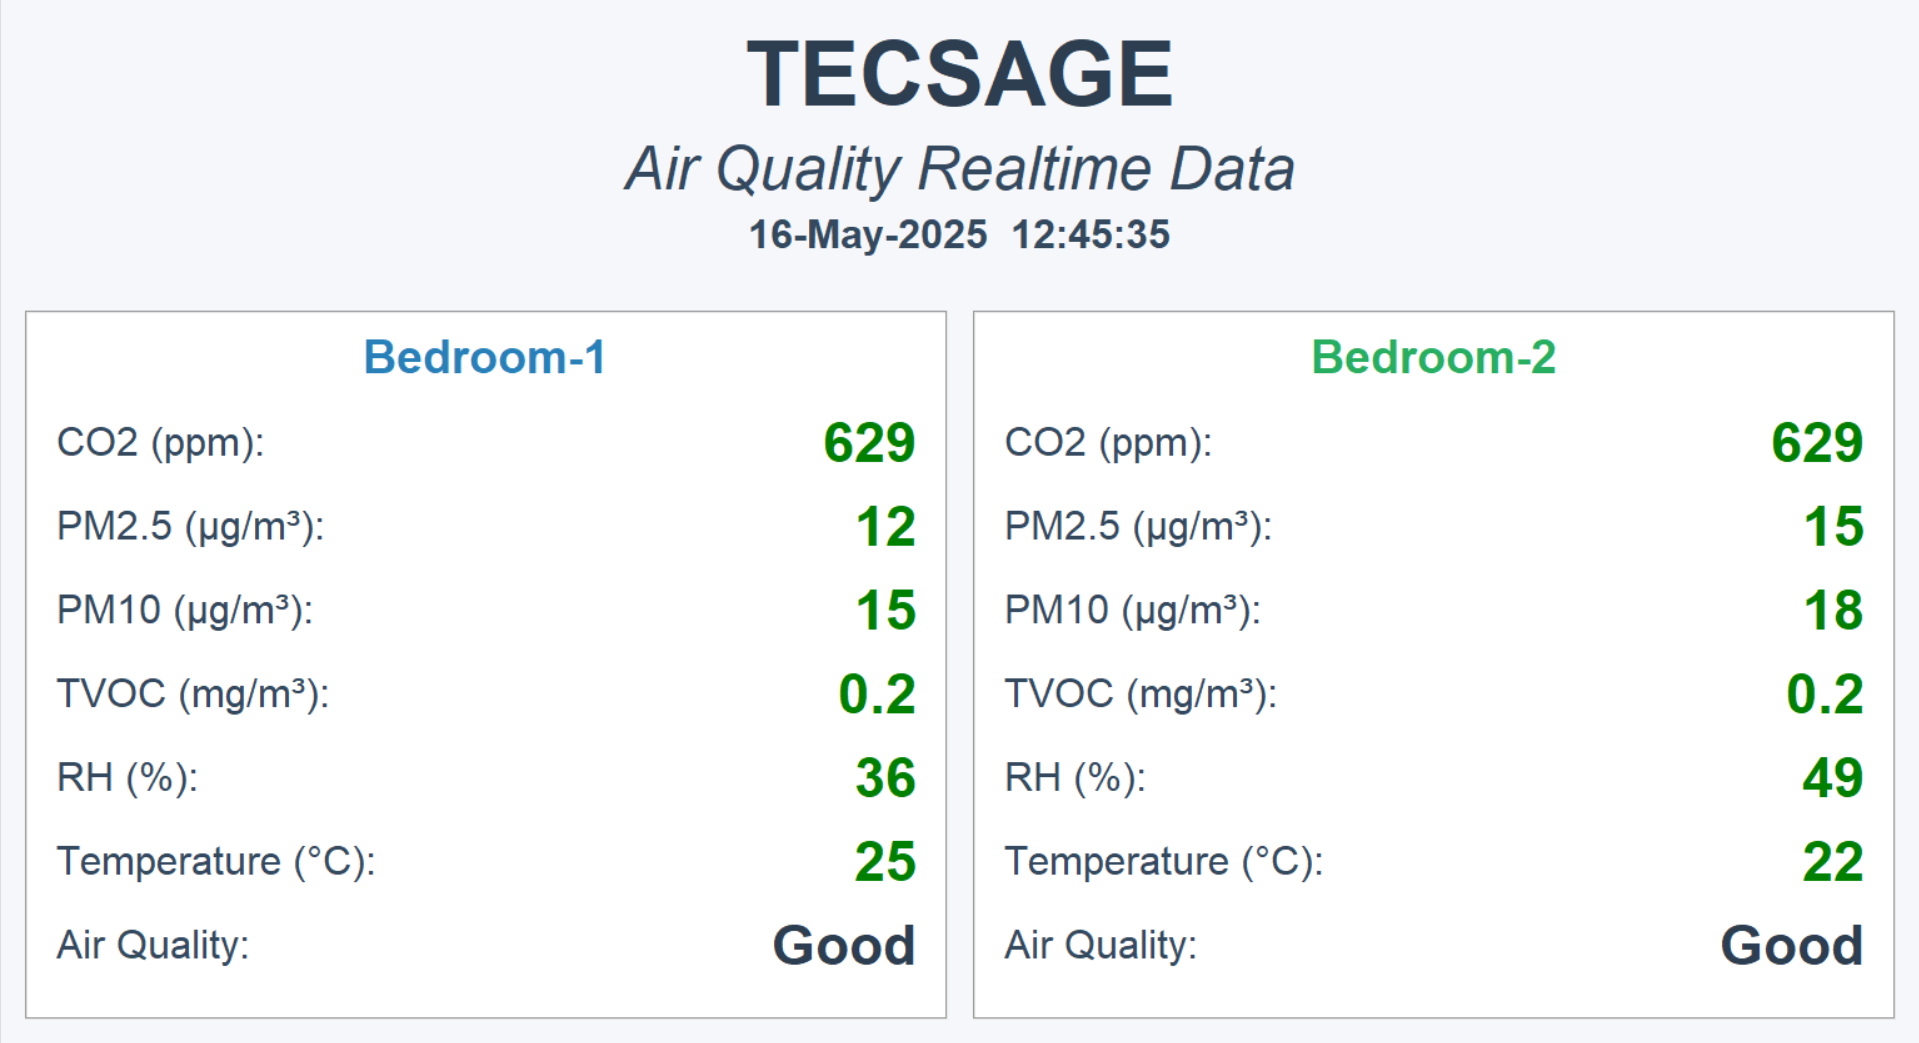 TECSAGE
Air Quality Realtime Data
16-May-2025 12:45:35
Bedroom-1
CO2 (ppm): 629
PM2.5 (µg/m³): 12
PM10 (µg/m³): 15
TVOC (mg/m³): 0.2
RH (%): 36
Temperature (°C): 25
Air Quality: Good
Bedroom-2
CO2 (ppm): 629
PM2.5 (µg/m³): 15
PM10 (µg/m³): 18
TVOC (mg/m³): 0.2
RH (%): 49
Temperature (°C): 22
Air Quality: Good